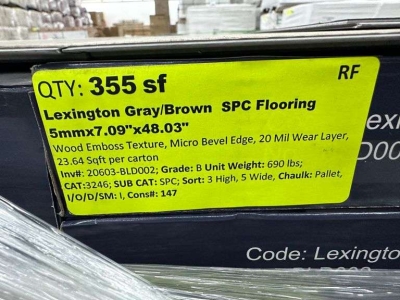 QTY: 355 sf
RF
Lexington Gray/Brown SPC Flooring
5mmx7.09"x48.03"
Wood Emboss Texture, Micro Bevel Edge, 20 Mil Wear Layer,
23.64 Sqft per carton
Inv#: 20603-BLD002; Grade: B Unit Weight: 690 lbs;
CAT:3246; SUB CAT: SPC; Sort: 3 High, 5 Wide, Chaulk: Pallet,
I/O/D/SM: I, Cons#: 147
Code: Lexingto